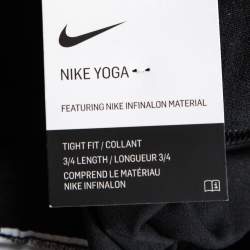 NIKE YOGA
FEATURING NIKE INFINALON MATERIAL
TIGHT FIT / COLLANT
3/4 LENGTH / LONGUEUR 3/4
COMPREND LE MATÉRIAU
NIKE INFINALON
1